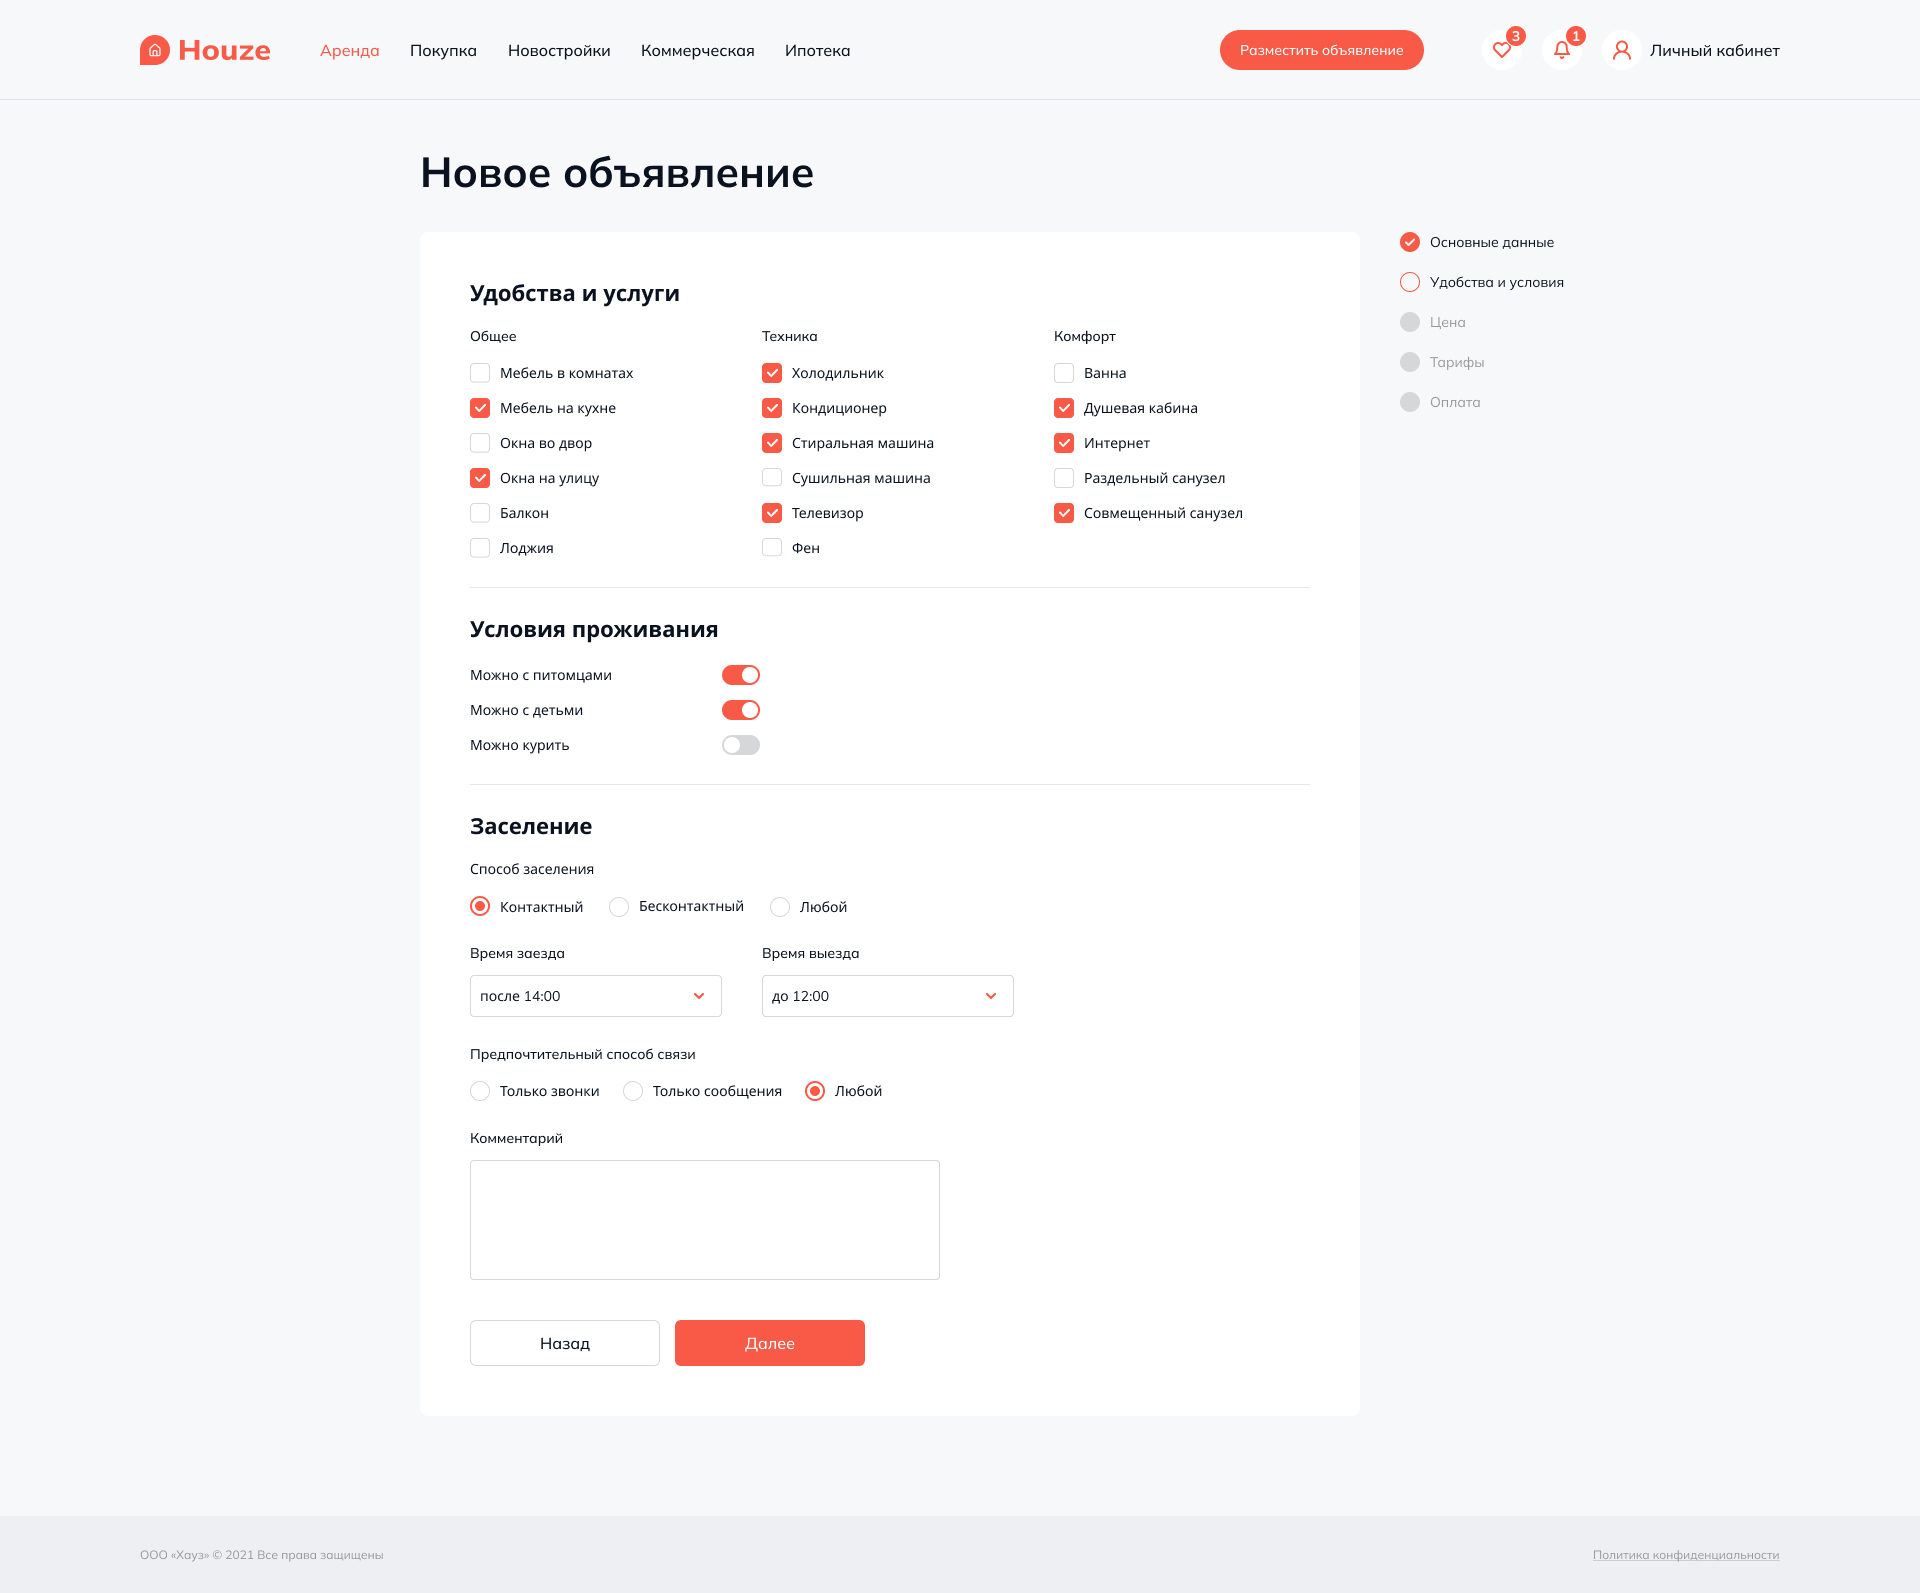 Houze
Аренда
Покупка
Новостройки
Коммерческая
Ипотека
Разместить объявление
3
1
Личный кабинет
Новое объявление
Удобства и услуги
Общее
Мебель в комнатах
Мебель на кухне
Окна во двор
Окна на улицу
Балкон
Лоджия
Техника
Холодильник
Кондиционер
Стиральная машина
Сушильная машина
Телевизор
Фен
Комфорт
Ванна
Душевая кабина
Интернет
Раздельный санузел
Совмещенный санузел
Условия проживания
Можно с питомцами
Можно с детьми
Можно курить
Заселение
Способ заселения
Контактный
Бесконтактный
Любой
Время заезда
после 14:00
Время выезда
до 12:00
Предпочтительный способ связи
Только звонки
Только сообщения
Любой
Комментарий
Назад
Далее
Основные данные
Удобства и условия
Цена
Тарифы
Оплата
ООО «Хауз» © 2021 Все права защищены
Политика конфиденциальности